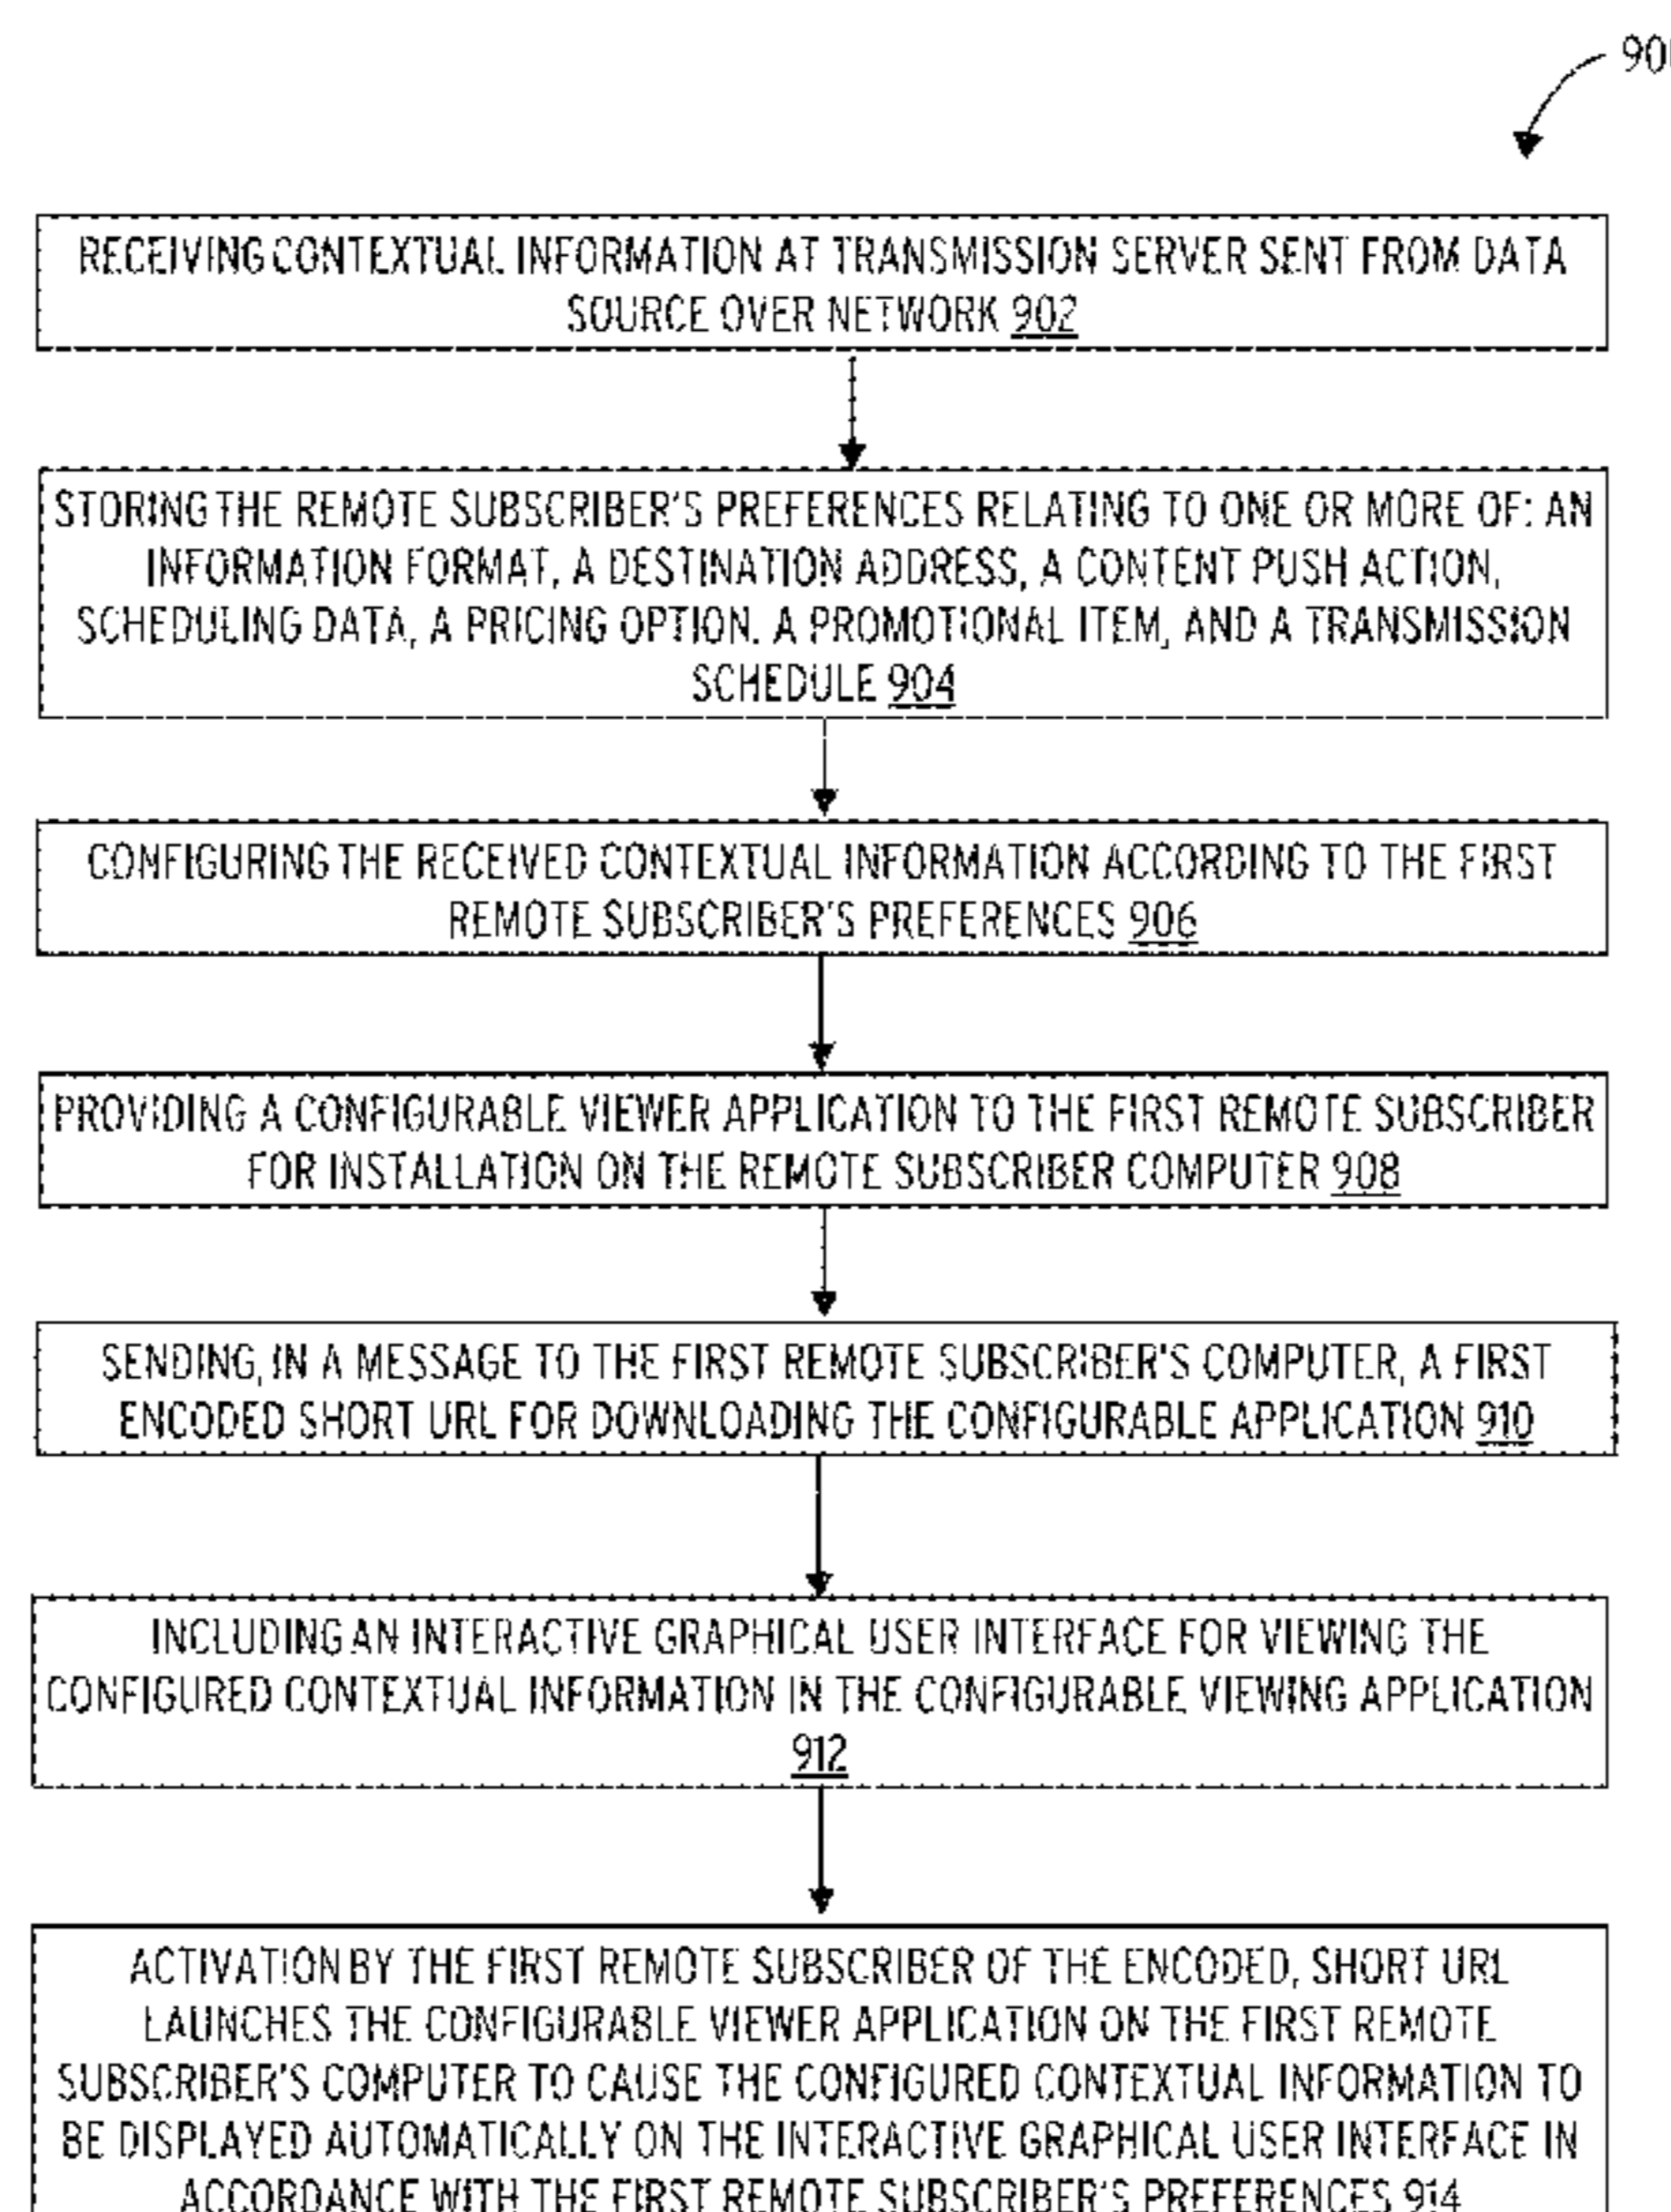 RECEIVING CONTEXTUAL INFORMATION AT TRANSMISSION SERVER SENT FROM DATA
SOURCE OVER NETWORK 902
STORING THE REMOTE SUBSCRIBER'S PREFERENCES RELATING TO ONE OR MORE OF: AN
INFORMATION FORMAT, A DESTINATION ADDRESS, A CONTENT PUSH ACTION,
SCHEDULING DATA, A PRICING OPTION. A PROMOTIONAL ITEM, AND A TRANSMISSION
SCHEDULE 904
CONFIGURING THE RECEIVED CONTEXTUAL INFORMATION ACCORDING TO THE FIRST
REMOTE SUBSCRIBER'S PREFERENCES 906
PROVIDING A CONFIGURABLE VIEWER APPLICATION TO THE FIRST REMOTE SUBSCRIBER
FOR INSTALLATION ON THE REMOTE SUBSCRIBER COMPUTER 908
SENDING, IN A MESSAGE TO THE FIRST REMOTE SUBSCRIBER'S COMPUTER, A FIRST
ENCODED SHORT URL FOR DOWNLOADING THE CONFIGURABLE APPLICATION 910
INCLUDING AN INTERACTIVE GRAPHICAL USER INTERFACE FOR VIEWING THE
CONFIGURED CONTEXTUAL INFORMATION IN THE CONFIGURABLE VIEWING APPLICATION
912
ACTIVATION BY THE FIRST REMOTE SUBSCRIBER OF THE ENCODED, SHORT URL
LAUNCHES THE CONFIGURABLE VIEWER APPLICATION ON THE FIRST REMOTE
SUBSCRIBER'S COMPUTER TO CAUSE THE CONFIGURED CONTEXTUAL INFORMATION TO
BE DISPLAYED AUTOMATICALLY ON THE INTERACTIVE GRAPHICAL USER INTERFACE IN
ACCORDANCE WITH THE FIRST REMOTE SUBSCRIBER'S PREFERENCES 914